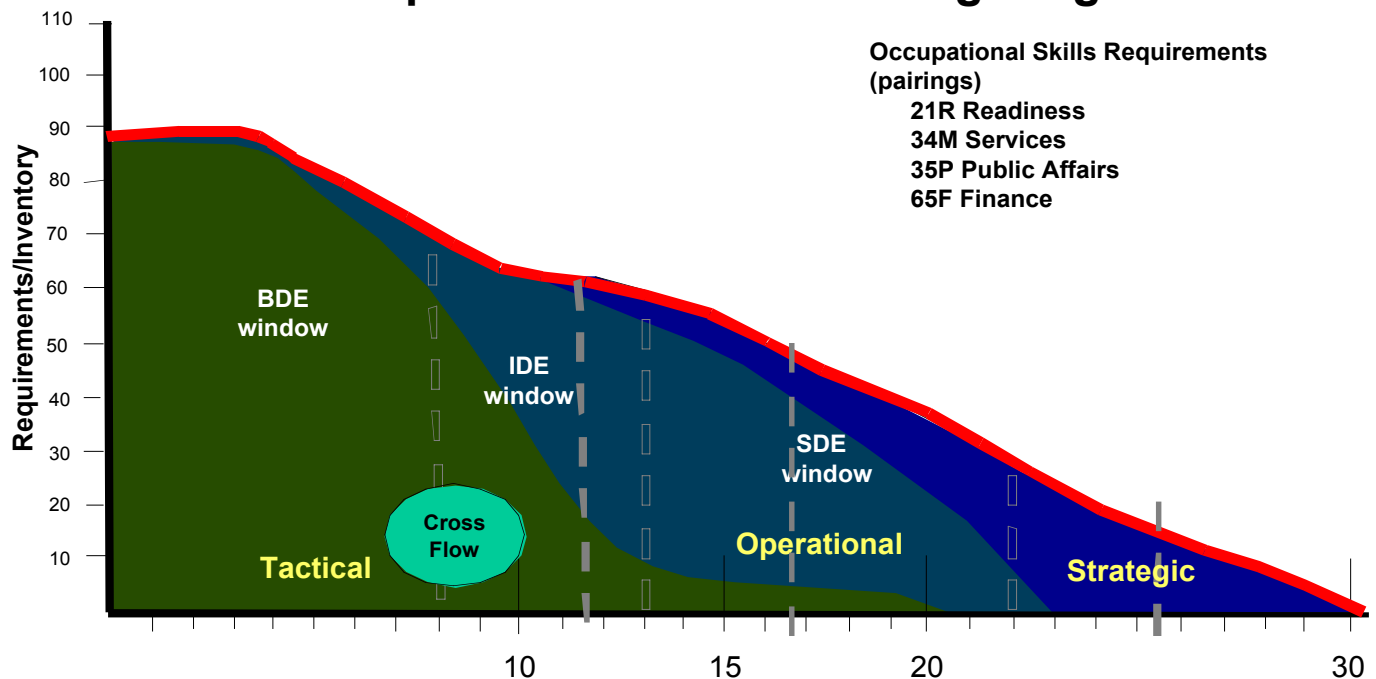 110
Occupational Skills Requirements
(pairings)
21R Readiness
34M Services
35P Public Affairs
65F Finance
100
90
80
70
60
50
40
30
20
10
Requirements/Inventory
BDE
window
IDE
window
SDE
window
Cross
Flow
Tactical
Operational
Strategic
10
15
20
30